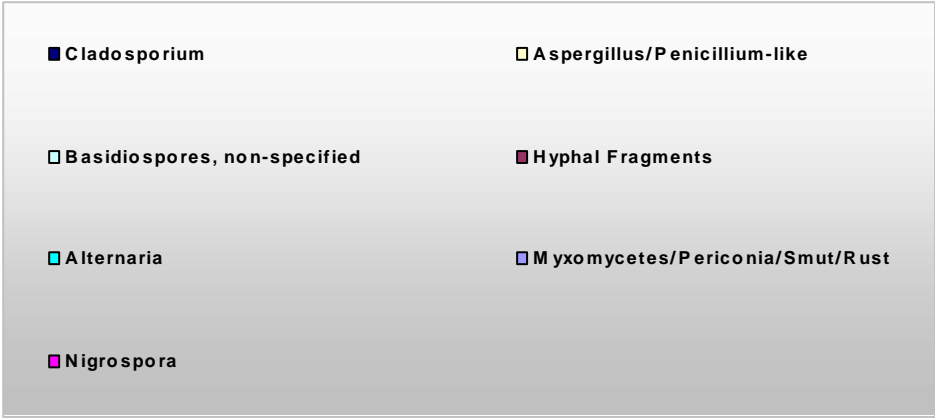 Cladosporium
Aspergillus/Penicillium-like
Basidiospores, non-specified
Hyphal Fragments
Alternaria
Myxomycetes/Periconia/Smut/Rust
Nigrospora